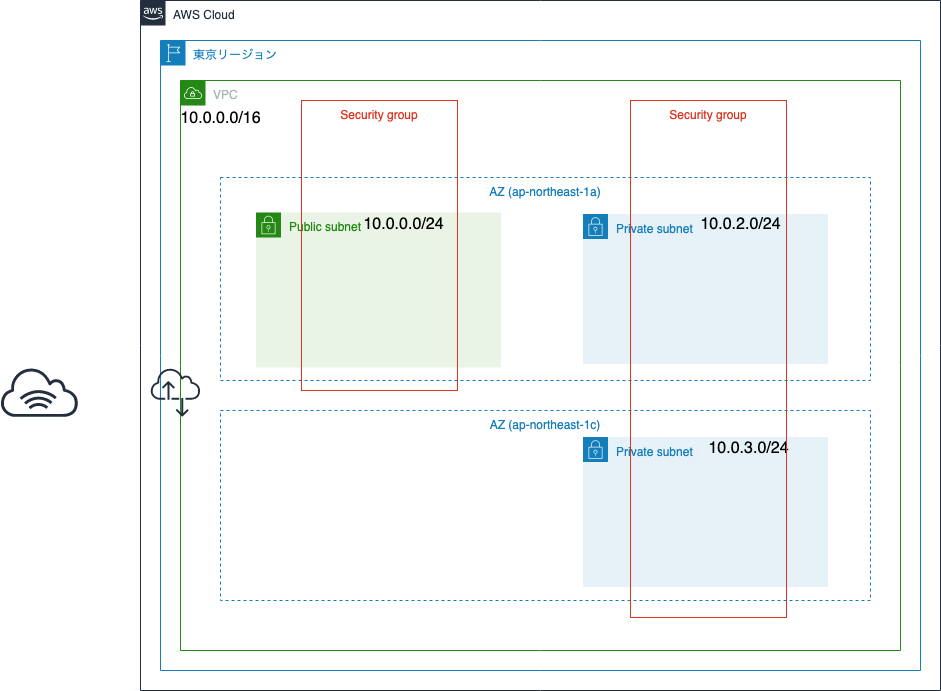 aws
AWS Cloud
東京リージョン
VPC
10.0.0.0/16
Security group
Security group
AZ (ap-northeast-1a)
Public subnet
10.0.0.0/24
Private subnet
10.0.2.0/24
AZ (ap-northeast-1c)
Private subnet
10.0.3.0/24